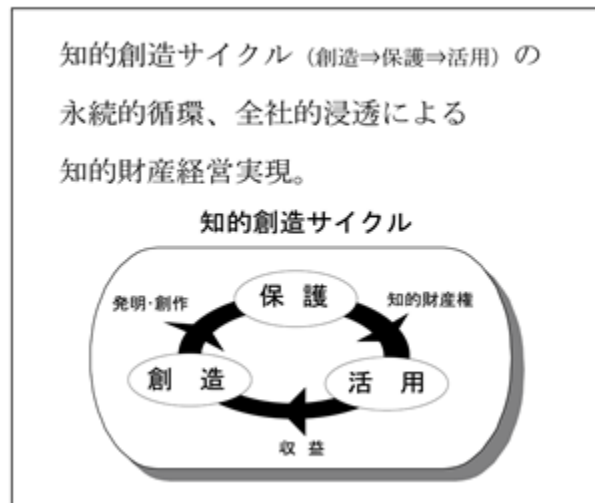 知的創造サイクル（創造⇒保護⇒活用）の
永続的循環、全社的浸透による
知的財産経営実現。
知的創造サイクル
保 護
発明・創作
知的財産権
創 造
活 用
収 益